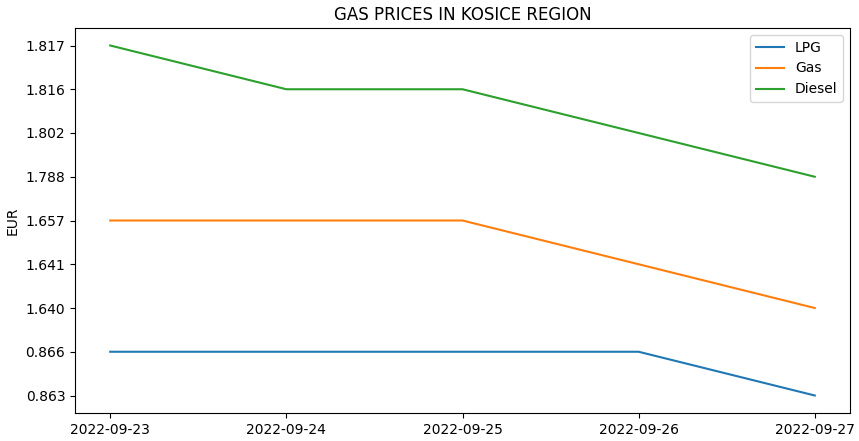 GAS PRICES IN KOSICE REGION
LPG
Gas
Diesel
EUR
1.817
1.816
1.802
1.788
1.657
1.641
1.640
0.866
0.863
2022-09-23 2022-09-24 2022-09-25 2022-09-26 2022-09-27